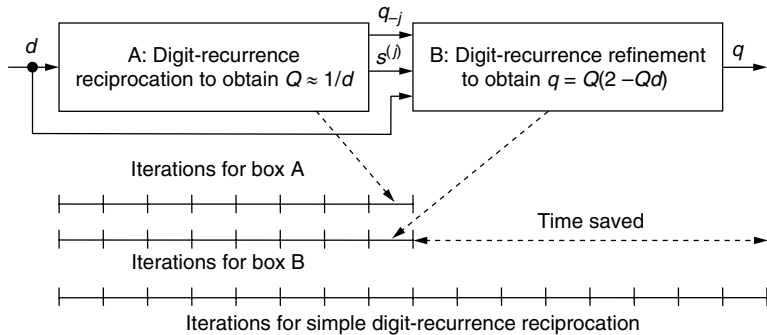 d
A: Digit-recurrence
reciprocation to obtain Q ≈ 1/d
q–j
s(j)
B: Digit-recurrence refinement
to obtain q = Q(2 –Qd)
q
Iterations for box A
Time saved
Iterations for box B
Iterations for simple digit-recurrence reciprocation